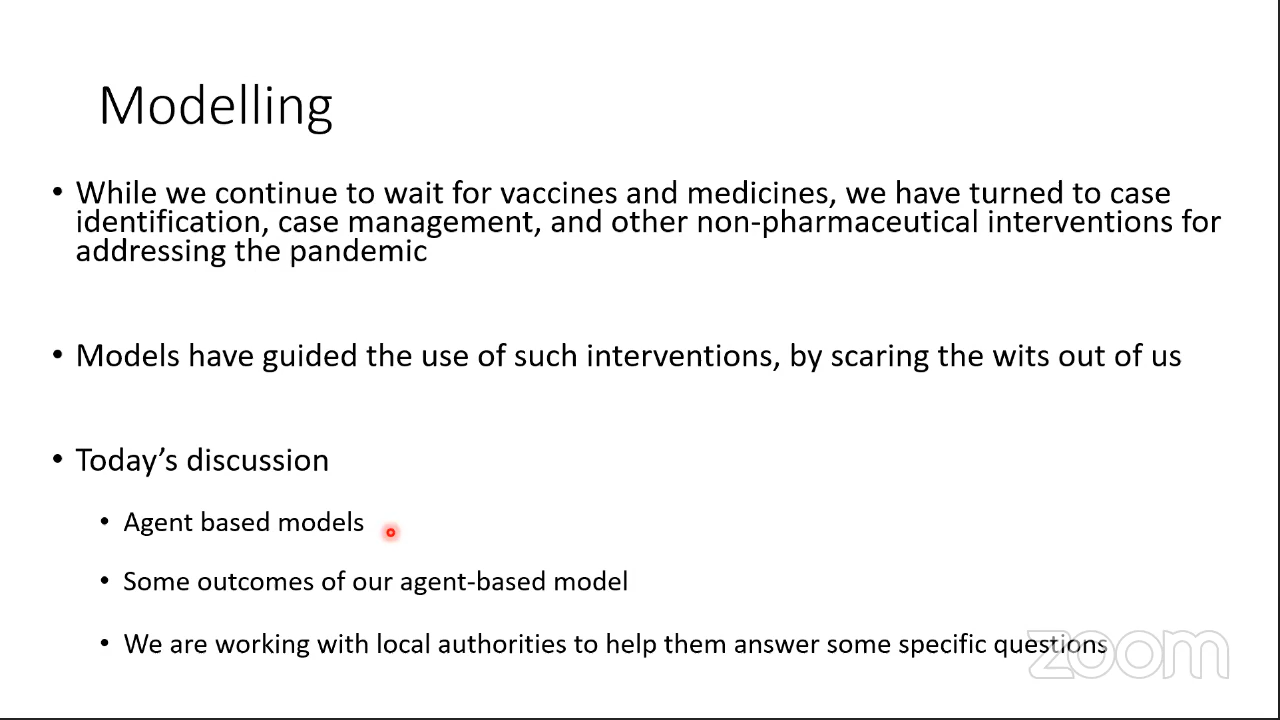 Modelling
• While we continue to wait for vaccines and medicines, we have turned to case
identification, case management, and other non-pharmaceutical interventions for
addressing the pandemic
• Models have guided the use of such interventions, by scaring the wits out of us
• Today’s discussion
• Agent based models
• Some outcomes of our agent-based model
• We are working with local authorities to help them answer some specific questions
zoom